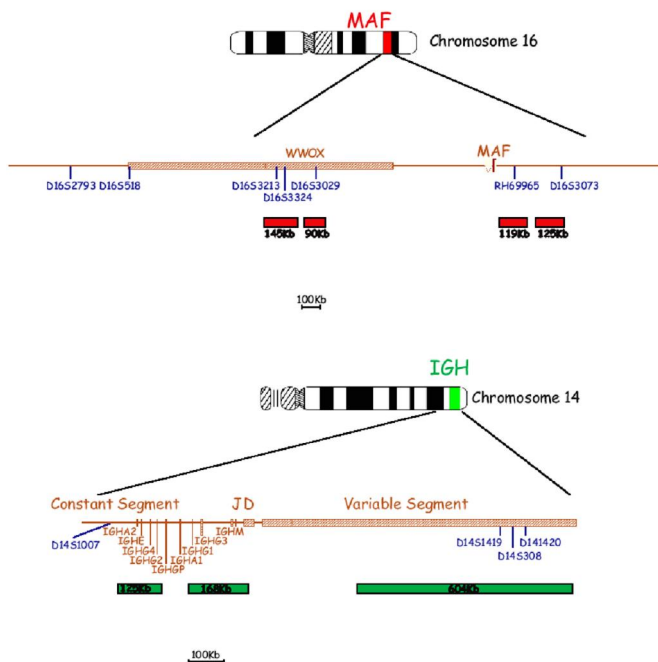 MAF
Chromosome 16
WWOX
MAF
D16S2793
D16S518
D16S3213
D16S3029
D16S3324
RH69965
D16S3073
145Kb
90Kb
119Kb
125Kb
100Kb
IGH
Chromosome 14
Constant Segment
J D
Variable Segment
D14S1007
IGHA2
IGHE
IGHG4
IGHG2
IGHGP
IGHA1
IGHG1
IGHG3
IGHM
D14S1419
D14S308
D141420
125Kb
168Kb
604Kb
100Kb